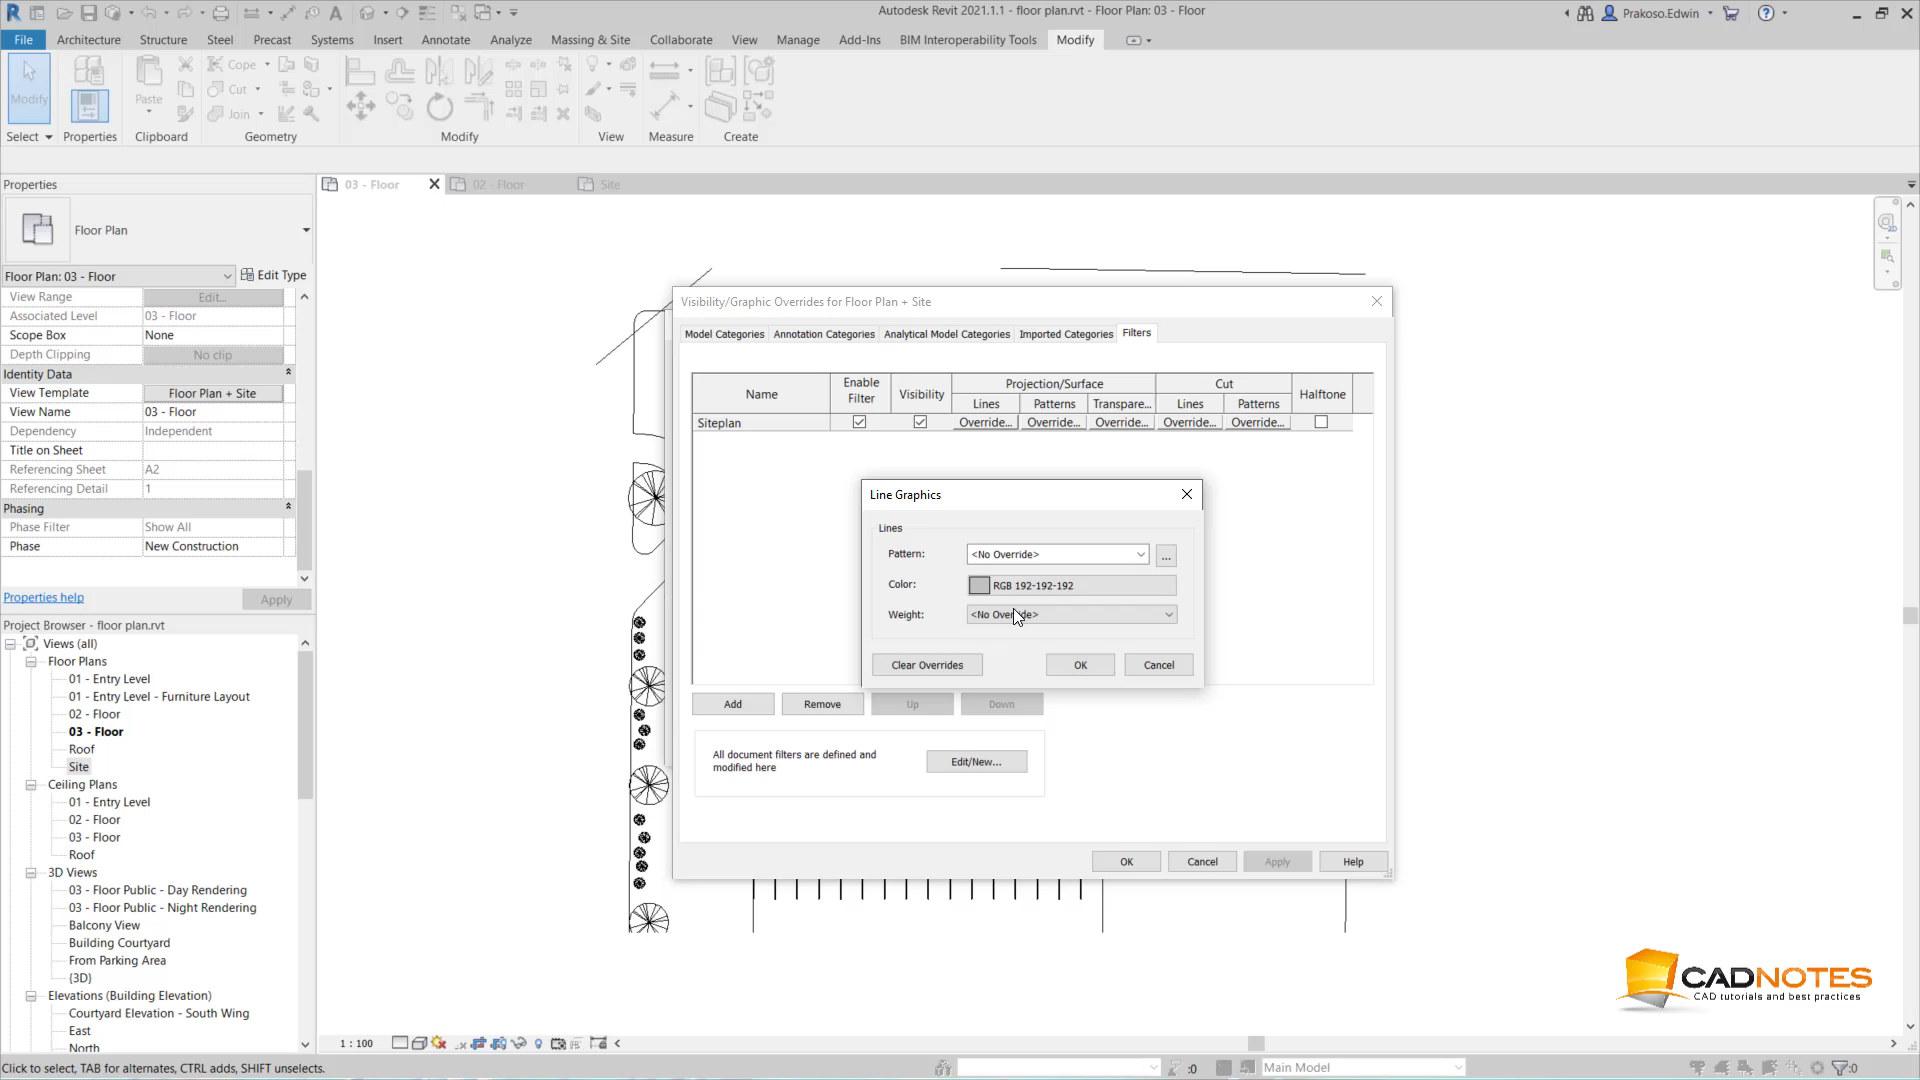 Autodesk Revit 2021.1.1 - floor plan.rvt - Floor Plan: 03 - Floor
Prakoso.Edwin
File Architecture Structure Steel Precast Systems Insert Annotate Analyze Massing & Site Collaborate View Manage Add-Ins BIM Interoperability Tools Modify
Modify
Paste
Cope
Cut
Join
Select Properties Clipboard Geometry Modify View Measure Create
Properties
03 - Floor
02 - Floor
Site
Floor Plan
Floor Plan: 03 - Floor
Edit Type
View Range Edit...
Associated Level 03 - Floor
Scope Box None
Depth Clipping No clip
Identity Data
View Template Floor Plan + Site
View Name 03 - Floor
Dependency Independent
Title on Sheet
Referencing Sheet A2
Referencing Detail 1
Phasing
Phase Filter Show All
Phase New Construction
Properties help
Apply
Project Browser - floor plan.rvt
Views (all)
Floor Plans
01 - Entry Level
01 - Entry Level - Furniture Layout
02 - Floor
03 - Floor
Roof
Site
Ceiling Plans
01 - Entry Level
02 - Floor
03 - Floor
Roof
3D Views
03 - Floor Public - Day Rendering
03 - Floor Public - Night Rendering
Balcony View
Building Courtyard
From Parking Area
{3D}
Elevations (Building Elevation)
Courtyard Elevation - South Wing
East
North
Visibility/Graphic Overrides for Floor Plan + Site
Model Categories Annotation Categories Analytical Model Categories Imported Categories Filters
Name
Enable Filter
Visibility
Projection/Surface
Cut
Halftone
Lines Patterns Transpare... Lines Patterns
Siteplan Override... Override... Override... Override... Override...
Line Graphics
Lines
Pattern: <No Override> ...
Color: RGB 192-192-192
Weight: <No Override>
Clear Overrides OK Cancel
Add Remove Up Down
All document filters are defined and
modified here
Edit/New...
OK Cancel Apply Help
CADNOTES
CAD tutorials and best practices
1 : 100
Click to select, TAB for alternates, CTRL adds, SHIFT unselects.
:0
Main Model
:0